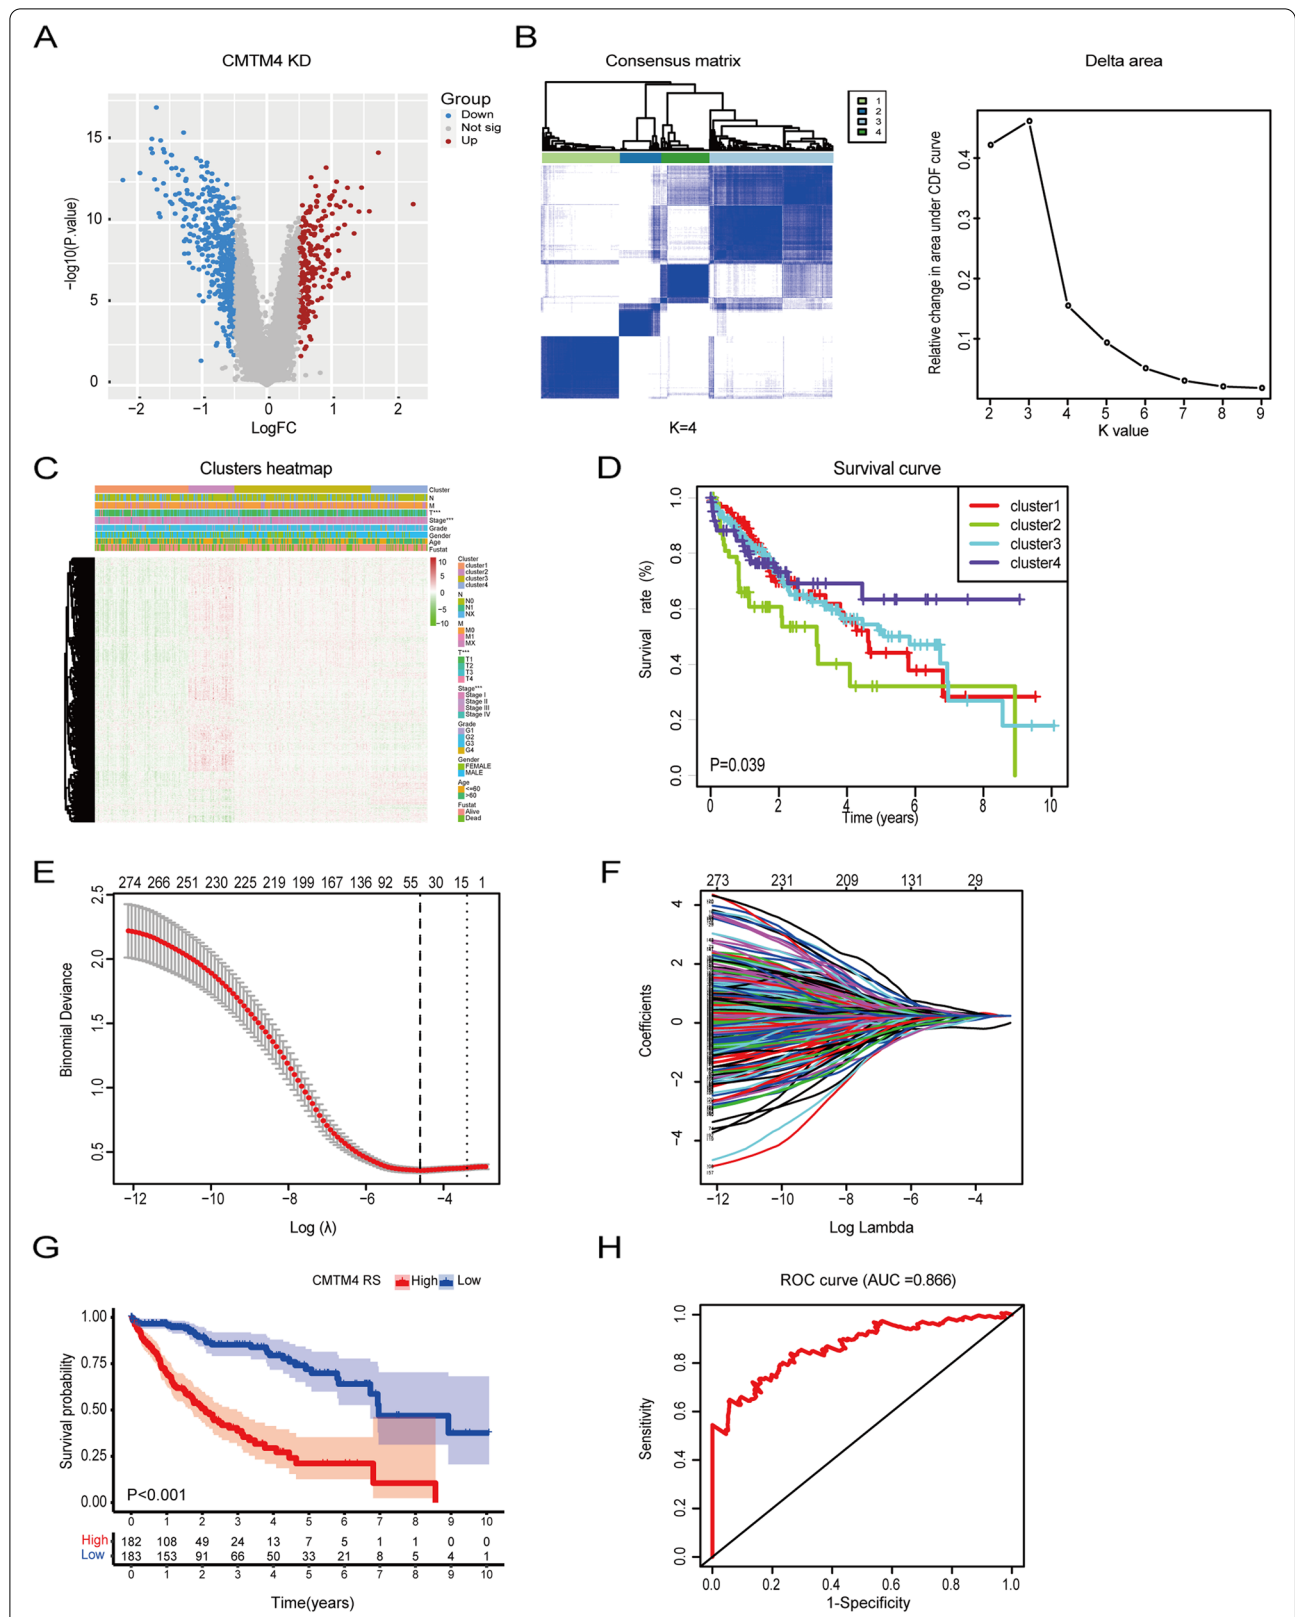 A
CMTM4 KD
Group
Down
Not sig
Up
15
10
5
0
−log10(P.value)
−2
−1
0
1
2
LogFC
B
Consensus matrix
1
2
3
4
K=4
Delta area
Relative change in area under CDF curve
0.4
0.3
0.2
0.1
2
3
4
5
6
7
8
9
K value
C
Clusters heatmap
Cluster
N
M
T***
Stage***
Grade
Gender
Age
Fustat
10
5
0
−5
−10
Cluster
cluster1
cluster2
cluster3
cluster4
N
N0
N1
NX
M
M0
M1
MX
T***
T1
T2
T3
T4
Stage***
Stage I
Stage II
Stage III
Stage IV
Grade
G1
G2
G3
G4
Gender
FEMALE
MALE
Age
<=60
>60
Fustat
Alive
Dead
D
Survival curve
Survival rate (%)
1.0
0.8
0.6
0.4
0.2
0.0
cluster1
cluster2
cluster3
cluster4
P=0.039
0
2
4
6
8
10
Time (years)
E
274 266 251 230 225 219 199 167 136 92 55 30 15 1
Binomial Deviance
2.5
2.0
1.5
1.0
0.5
−12
−10
−8
−6
−4
Log (λ)
F
273 231 209 131 29
Coefficients
4
2
0
−2
−4
−12
−10
−8
−6
−4
Log Lambda
G
CMTM4 RS High Low
Survival probability
1.00
0.75
0.50
0.25
0.00
P<0.001
0 1 2 3 4 5 6 7 8 9 10
High 182 108 49 24 13 7 5 1 1 0 0
Low 183 153 91 66 50 33 21 8 5 4 1
0 1 2 3 4 5 6 7 8 9 10
Time(years)
H
ROC curve (AUC =0.866)
Sensitivity
1.0
0.8
0.6
0.4
0.2
0.0
0.0
0.2
0.4
0.6
0.8
1.0
1-Specificity